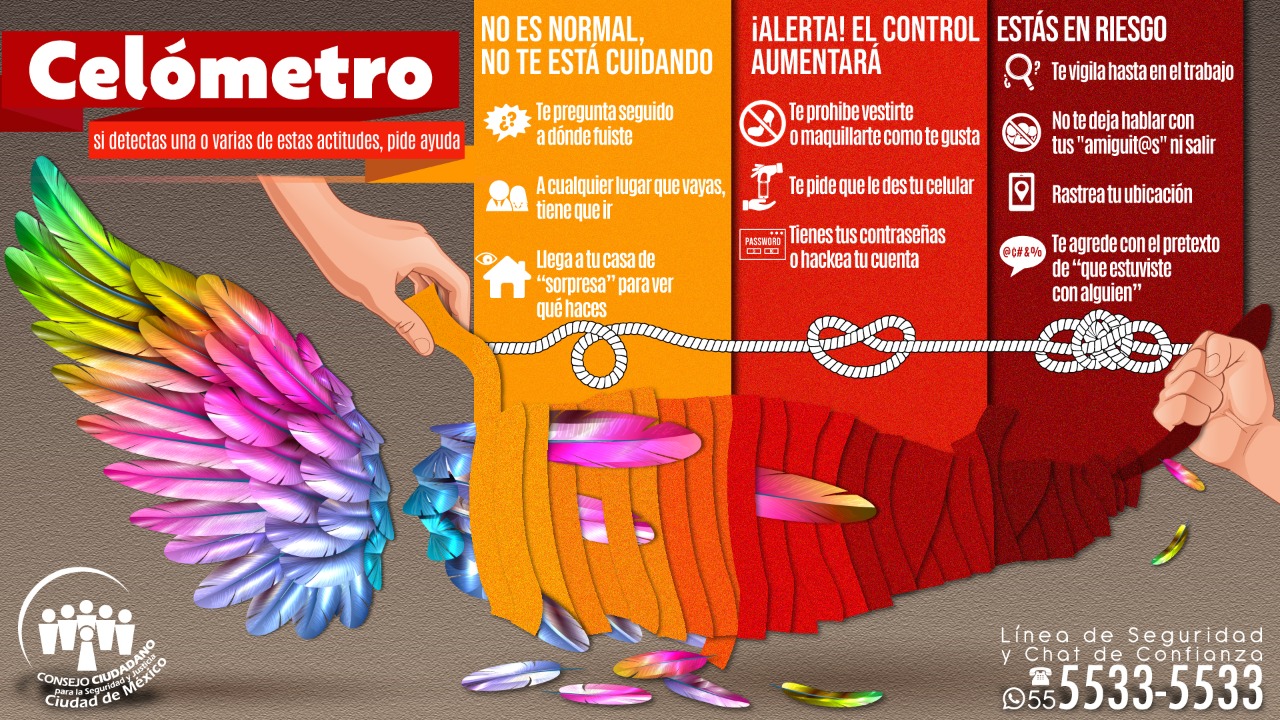 Celómetro
si detectas una o varias de estas actitudes, pide ayuda
NO ES NORMAL,
NO TE ESTÁ CUIDANDO
??
Te pregunta seguido
a dónde fuiste
A cualquier lugar que vayas,
tiene que ir
Llega a tu casa de
“sorpresa” para ver
qué haces
¡ALERTA! EL CONTROL
AUMENTARÁ
Te prohibe vestirte
o maquillarte como te gusta
Te pide que le des tu celular
PASSWORD
Tienes tus contraseñas
o hackea tu cuenta
ESTÁS EN RIESGO
??
Te vigila hasta en el trabajo
No te deja hablar con
tus "amiguit@s" ni salir
Rastrea tu ubicación
@¢#&%
Te agrede con el pretexto
de “que estuviste
con alguien”
CONSEJO CIUDADANO
para la Seguridad y Justicia
Ciudad de México
Línea de Seguridad
y Chat de Confianza
55 5533-5533